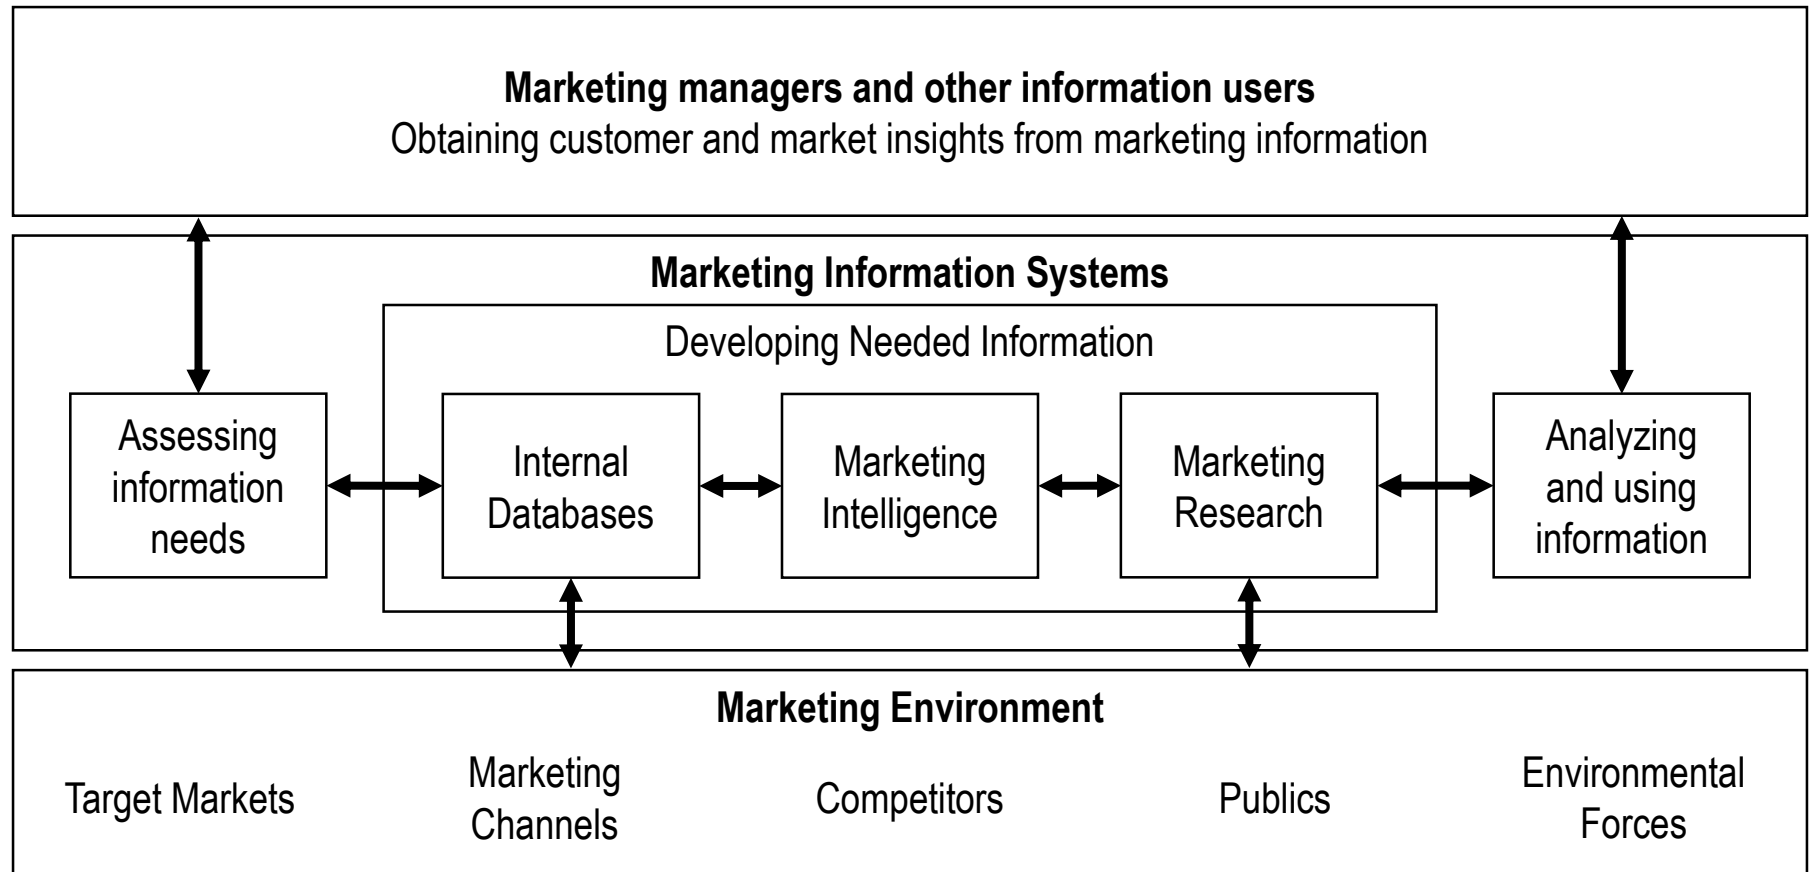 Marketing managers and other information users
Obtaining customer and market insights from marketing information
Marketing Information Systems
Developing Needed Information
Assessing
information
needs
Internal
Databases
Marketing
Intelligence
Marketing
Research
Analyzing
and using
information
Marketing Environment
Target Markets
Marketing
Channels
Competitors
Publics
Environmental
Forces